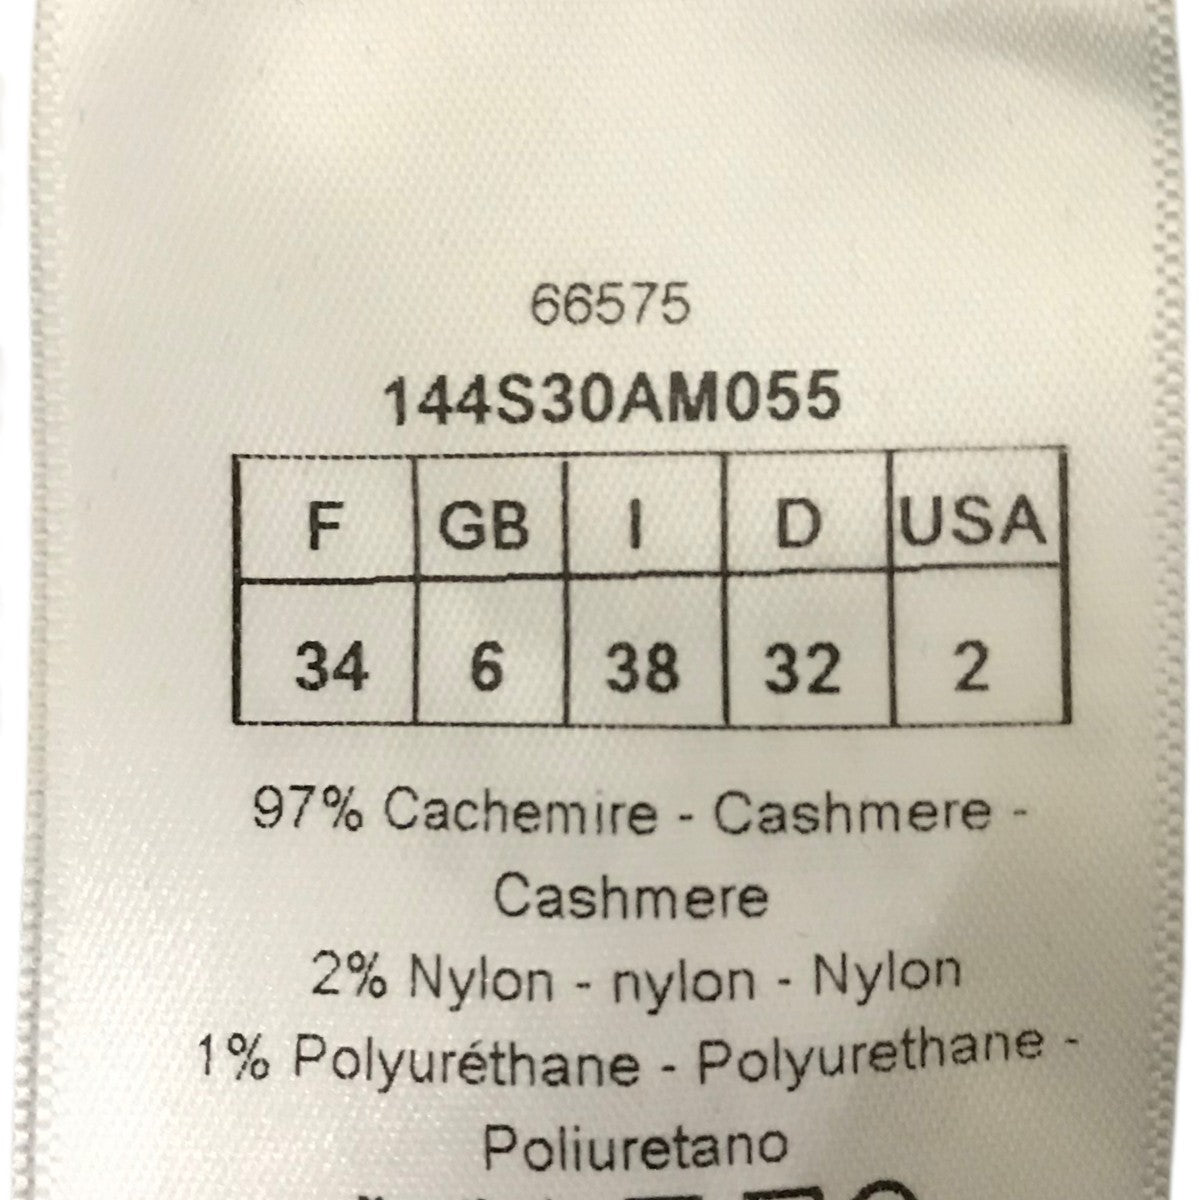 66575
144S30AM055
F GB I D USA
34 6 38 32 2
97% Cachemire - Cashmere -
Cashmere
2% Nylon - nylon - Nylon
1% Polyuréthane - Polyurethane -
Poliuretano